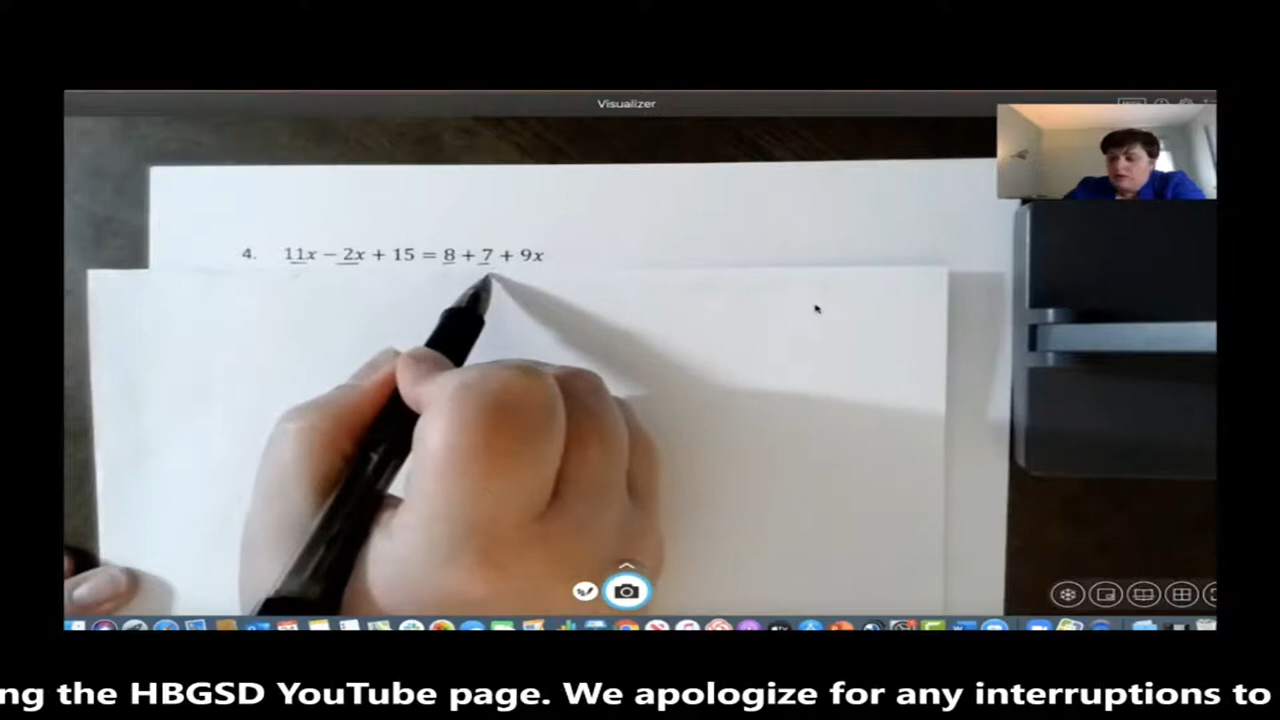 Visualizer
4. 11x − 2x + 15 = 8 + 7 + 9x
ng the HBGSD YouTube page. We apologize for any interruptions to